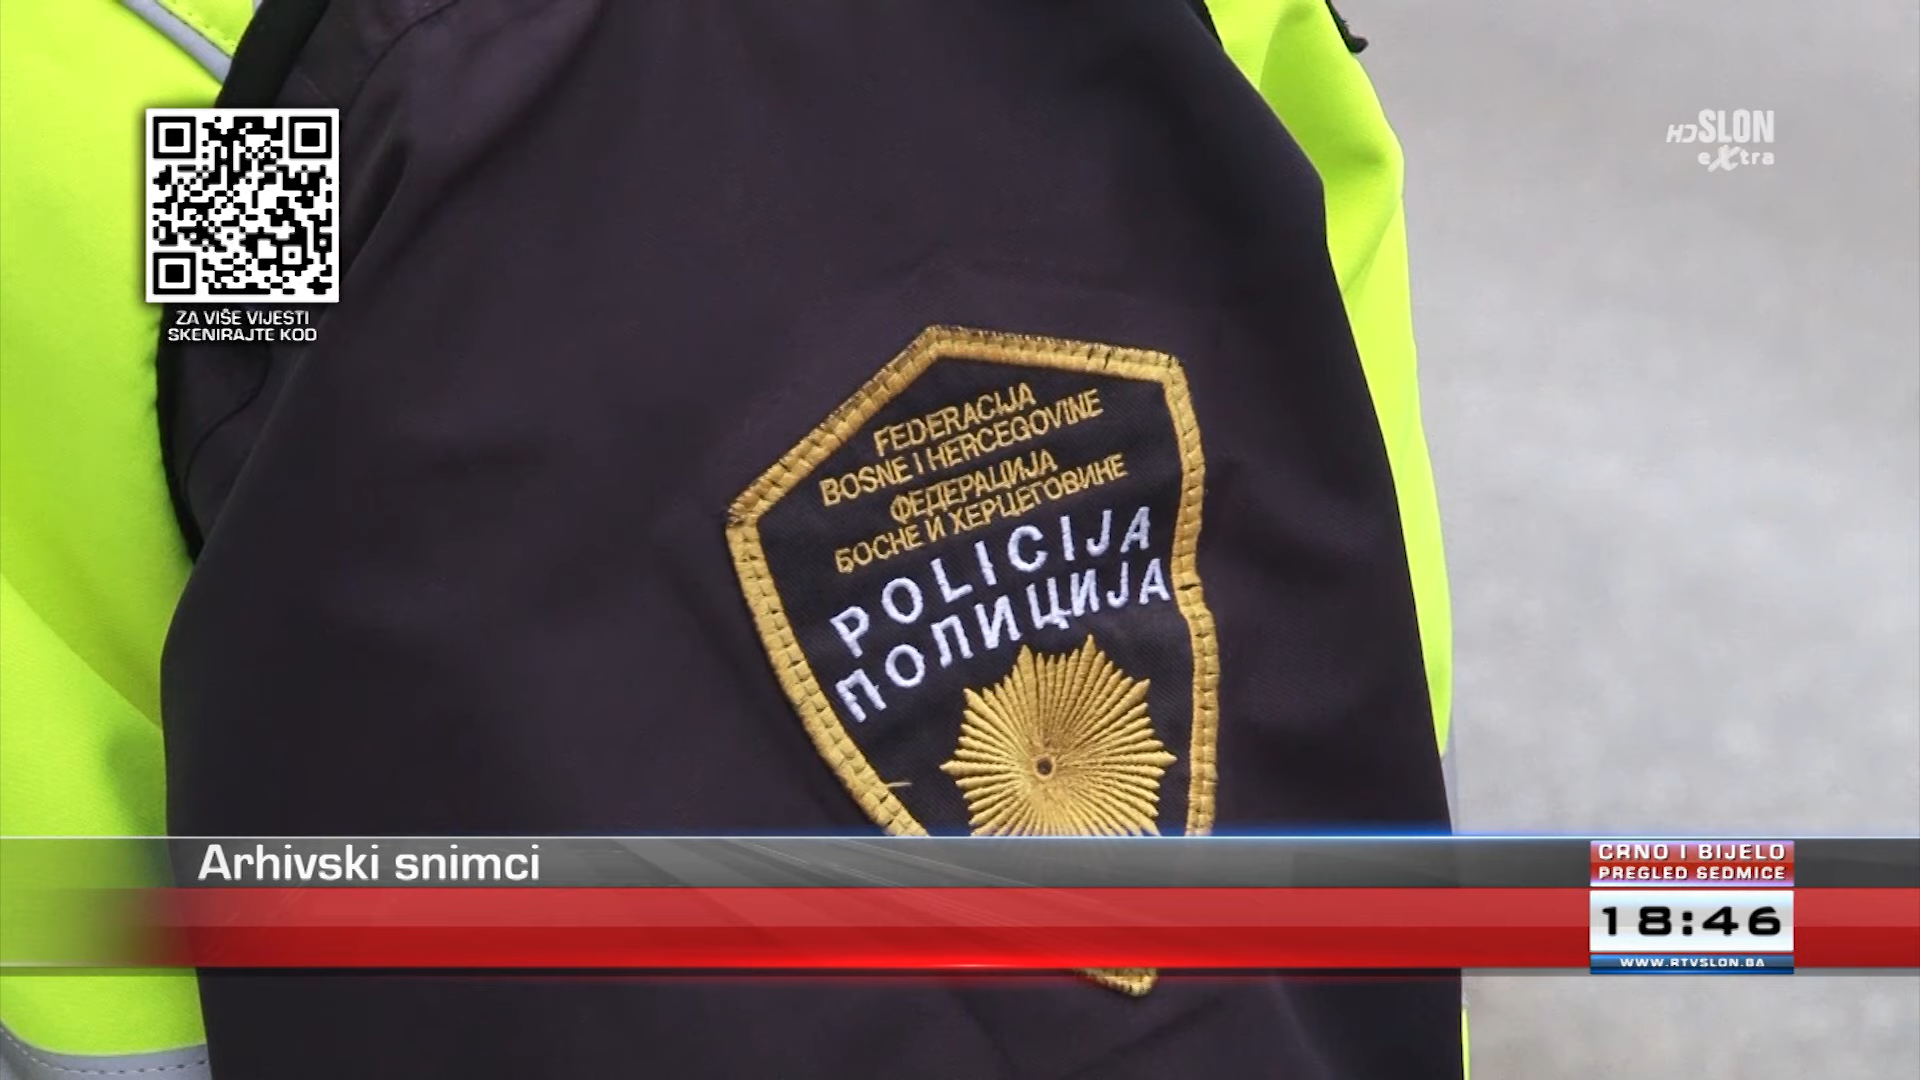 HD SLON
extra
ZA VIŠE VIJESTI
SKENIRAJTE KOD
FEDERACIJA
BOSNE I HERCEGOVINE
ФЕДЕРАЦИЈА
БОСНЕ И ХЕРЦЕГОВИНЕ
POLICIJA
ПОЛИЦИЈА
Arhivski snimci
CRNO I BIJELO
PREGLED SEDMICE
18:46
WWW.RTVSLON.BA